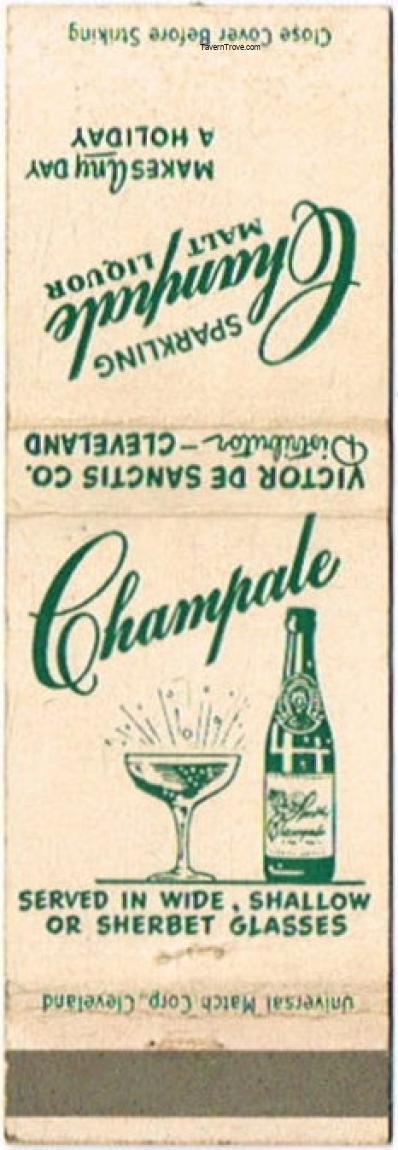 Close Cover Before Striking
TavernTrove.com
MAKES any DAY
A HOLIDAY
SPARKLING
Champale
MALT LIQUOR
VICTOR DE SANCTIS CO.
Distributor - CLEVELAND
Champale
SERVED IN WIDE, SHALLOW
OR SHERBET GLASSES
Universal Match Corp., Cleveland